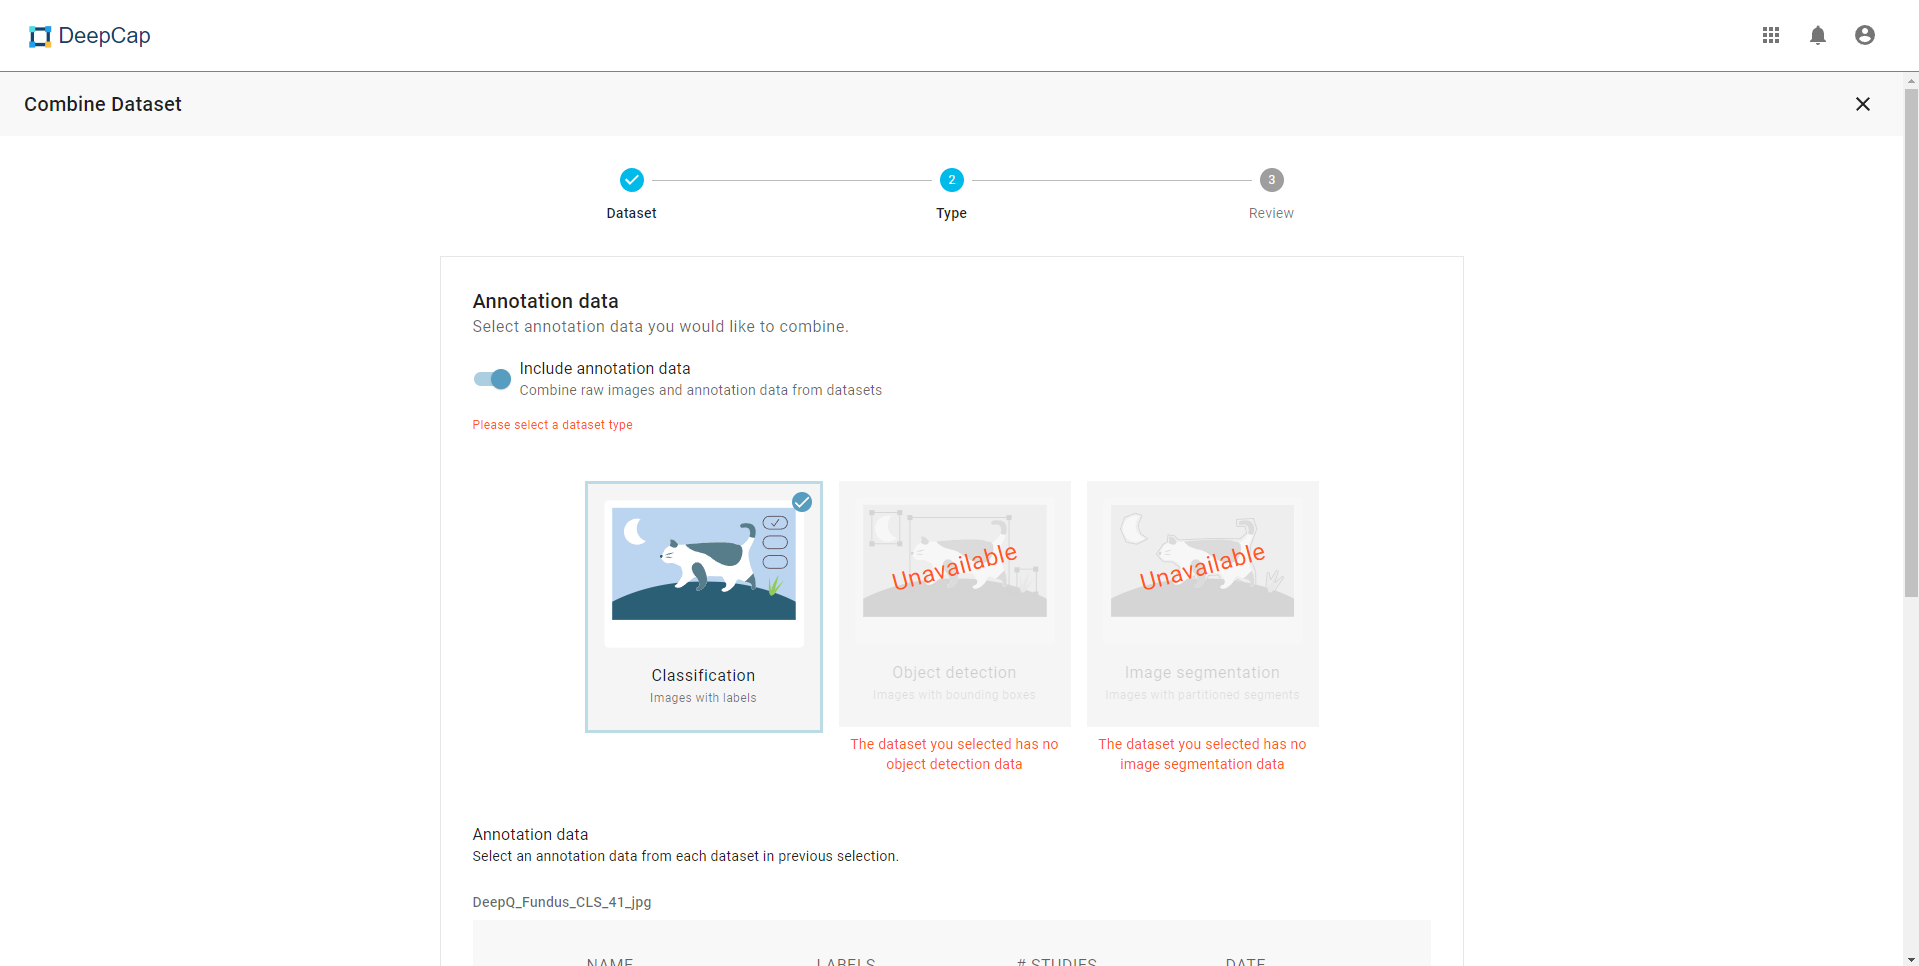 DeepCap
Combine Dataset
2
3
Dataset
Type
Review
Annotation data
Select annotation data you would like to combine.
Include annotation data
Combine raw images and annotation data from datasets
Please select a dataset type
Unavailable
Unavailable
Classification
Images with labels
Object detection
Images with bounding boxes
Image segmentation
Images with partitioned segments
The dataset you selected has no
object detection data
The dataset you selected has no
image segmentation data
Annotation data
Select an annotation data from each dataset in previous selection.
DeepQ_Fundus_CLS_41_jpg
NAME LABELS # STUDIES DATE